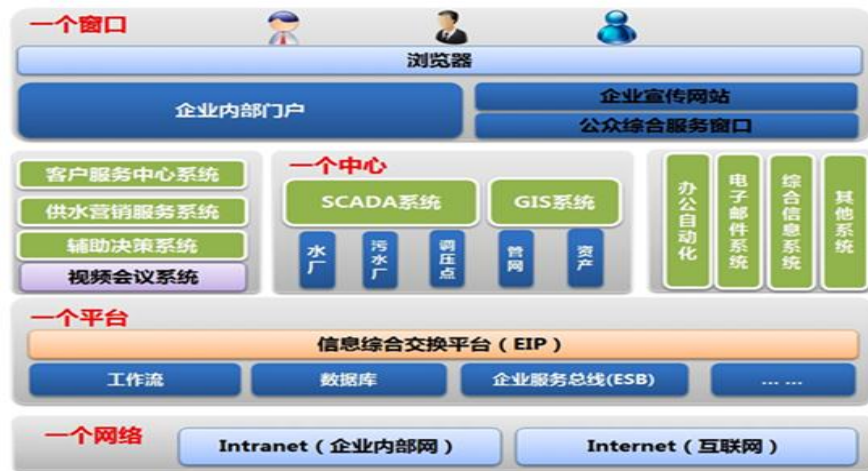 一个窗口
浏览器
企业内部门户
企业宣传网站
公众综合服务窗口
客户服务中心系统
供水营销服务系统
辅助决策系统
视频会议系统
一个中心
SCADA系统
GIS系统
水厂
污水厂
调压点
管网
资产
办公自动化
电子邮件系统
综合信息系统
其他系统
一个平台
信息综合交换平台（EIP）
工作流
数据库
企业服务总线(ESB)
... ...
一个网络
Intranet（企业内部网）
Internet（互联网）